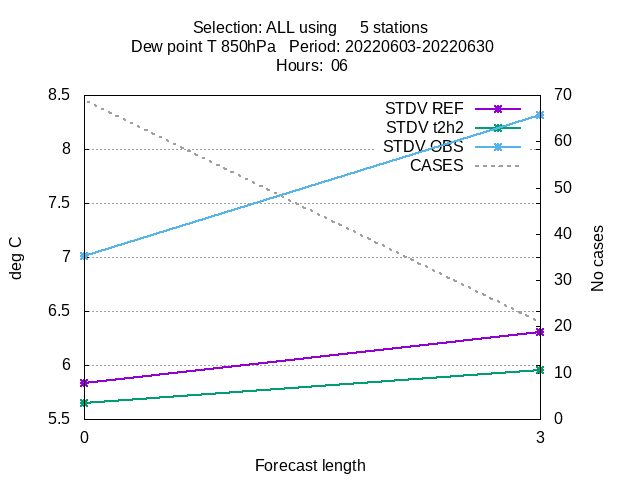 Selection: ALL using 5 stations
Dew point T 850hPa Period: 20220603-20220630
Hours: 06
8.5
8
7.5
7
6.5
6
5.5
deg C
STDV REF
STDV t2h2
STDV OBS
CASES
70
60
50
40
30
20
10
0
No cases
0
3
Forecast length